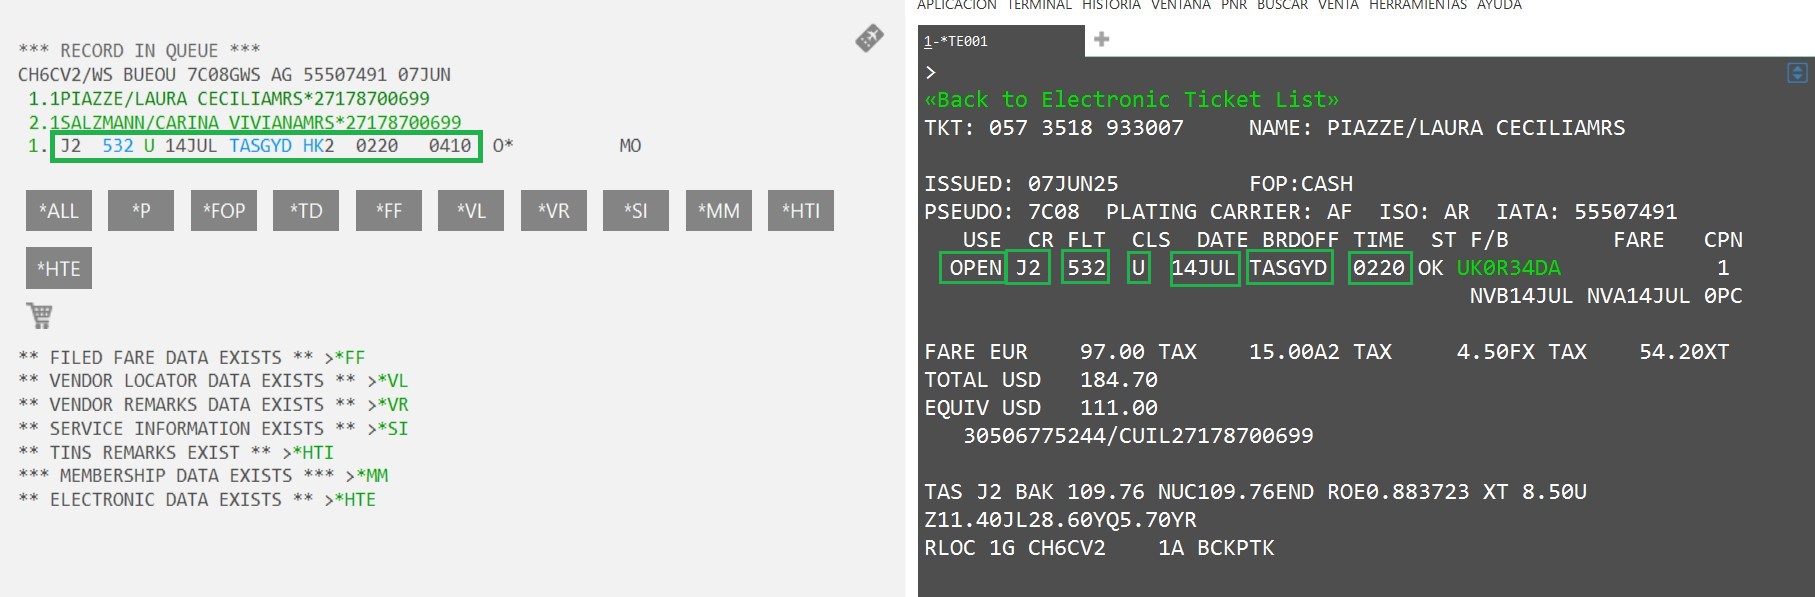 *** RECORD IN QUEUE ***
CH6CV2/WS BUEOU 7C08GWS AG 55507491 07JUN
1.1PIAZZE/LAURA CECILIAMRS*27178700699
2.1SALZMANN/CARINA VIVIANAMRS*27178700699
1. J2 532 U 14JUL TASGYD HK2 0220 0410 O* MO
*ALL *P *FOP *TD *FF *VL *VR *SI *MM *HTI
*HTE
** FILED FARE DATA EXISTS ** >*FF
** VENDOR LOCATOR DATA EXISTS ** >*VL
** VENDOR REMARKS DATA EXISTS ** >*VR
** SERVICE INFORMATION EXISTS ** >*SI
** TINS REMARKS EXIST ** >*HTI
*** MEMBERSHIP DATA EXISTS *** >*MM
** ELECTRONIC DATA EXISTS ** >*HTE
APLICACIÓN TERMINAL HISTORIA VENTANA PNR BUSCAR VENTA HERRAMIENTAS AYUDA
1-*TE001
>
«Back to Electronic Ticket List»
TKT: 057 3518 933007 NAME: PIAZZE/LAURA CECILIAMRS
ISSUED: 07JUN25 FOP:CASH
PSEUDO: 7C08 PLATING CARRIER: AF ISO: AR IATA: 55507491
USE CR FLT CLS DATE BRDOFF TIME ST F/B FARE CPN
OPEN J2 532 U 14JUL TASGYD 0220 OK UK0R34DA 1
NVB14JUL NVA14JUL 0PC
FARE EUR 97.00 TAX 15.00A2 TAX 4.50FX TAX 54.20XT
TOTAL USD 184.70
EQUIV USD 111.00
30506775244/CUIL27178700699
TAS J2 BAK 109.76 NUC109.76END ROE0.883723 XT 8.50U
Z11.40JL28.60YQ5.70YR
RLOC 1G CH6CV2 1A BCKPTK